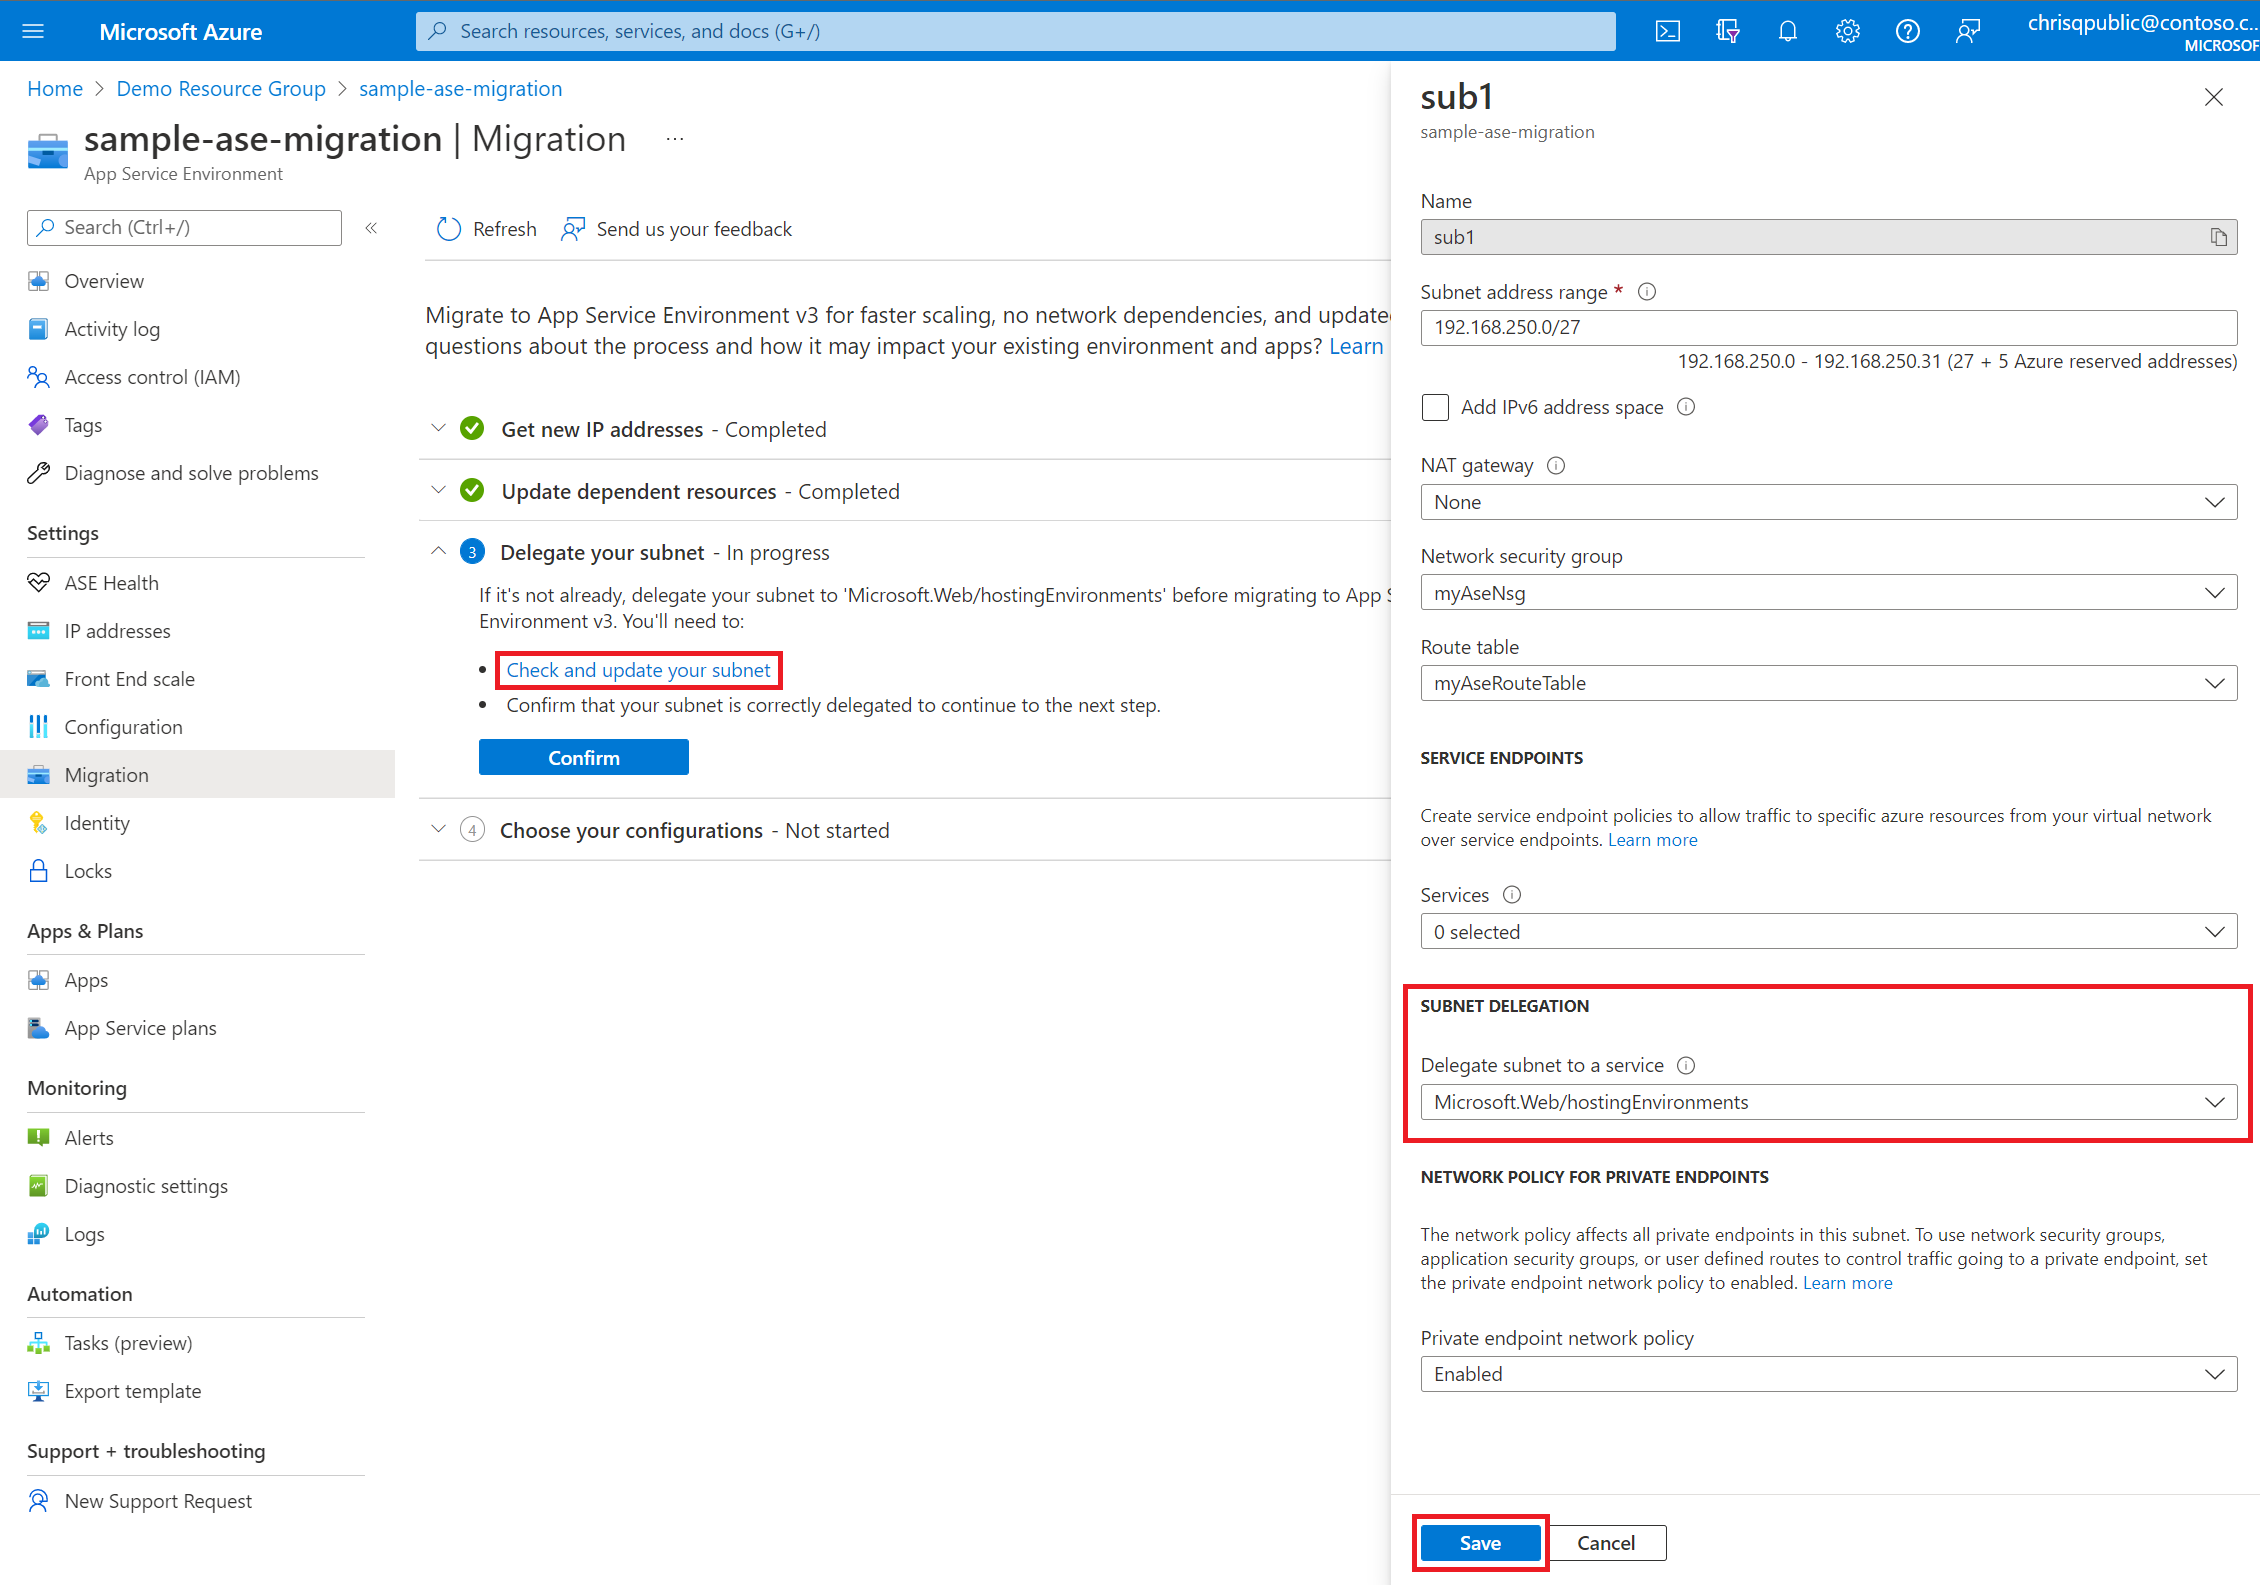 Microsoft Azure
Search resources, services, and docs (G+/)
chrisqpublic@contoso.c...
MICROSOF
Home > Demo Resource Group > sample-ase-migration
sample-ase-migration | Migration ...
App Service Environment
Search (Ctrl+/)
«
Overview
Activity log
Access control (IAM)
Tags
Diagnose and solve problems
Settings
ASE Health
IP addresses
Front End scale
Configuration
Migration
Identity
Locks
Apps & Plans
Apps
App Service plans
Monitoring
Alerts
Diagnostic settings
Logs
Automation
Tasks (preview)
Export template
Support + troubleshooting
New Support Request
Refresh
Send us your feedback
Migrate to App Service Environment v3 for faster scaling, no network dependencies, and update
questions about the process and how it may impact your existing environment and apps? Learn
Get new IP addresses - Completed
Update dependent resources - Completed
3 Delegate your subnet - In progress
If it's not already, delegate your subnet to 'Microsoft.Web/hostingEnvironments' before migrating to App S
Environment v3. You'll need to:
• Check and update your subnet
• Confirm that your subnet is correctly delegated to continue to the next step.
Confirm
4 Choose your configurations - Not started
sub1
sample-ase-migration
Name
sub1
Subnet address range *
192.168.250.0/27
192.168.250.0 - 192.168.250.31 (27 + 5 Azure reserved addresses)
Add IPv6 address space
NAT gateway
None
Network security group
myAseNsg
Route table
myAseRouteTable
SERVICE ENDPOINTS
Create service endpoint policies to allow traffic to specific azure resources from your virtual network
over service endpoints. Learn more
Services
0 selected
SUBNET DELEGATION
Delegate subnet to a service
Microsoft.Web/hostingEnvironments
NETWORK POLICY FOR PRIVATE ENDPOINTS
The network policy affects all private endpoints in this subnet. To use network security groups,
application security groups, or user defined routes to control traffic going to a private endpoint, set
the private endpoint network policy to enabled. Learn more
Private endpoint network policy
Enabled
Save
Cancel